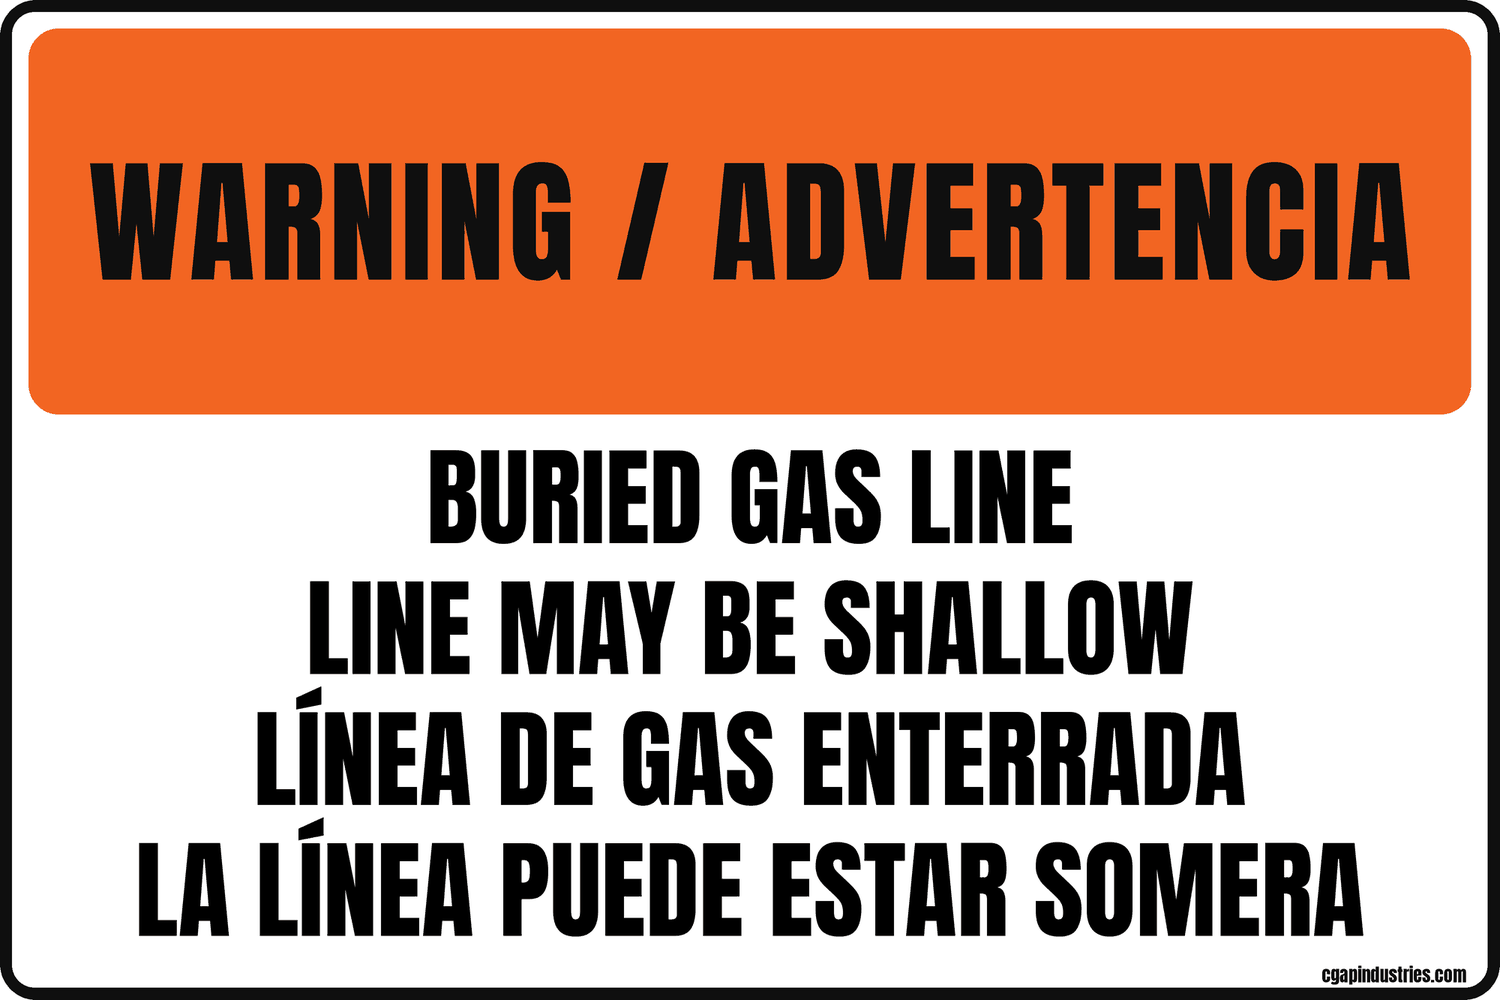 WARNING / ADVERTENCIA
BURIED GAS LINE
LINE MAY BE SHALLOW
LÍNEA DE GAS ENTERRADA
LA LÍNEA PUEDE ESTAR SOMERA
cgapindustries.com